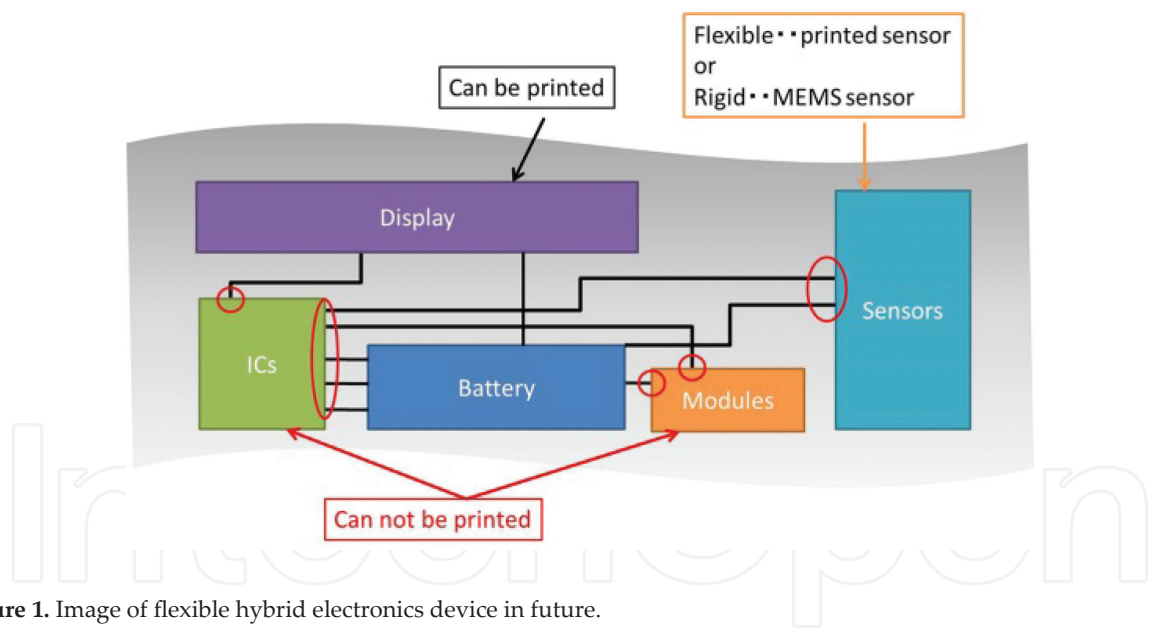 Flexible・・printed sensor
or
Rigid・・MEMS sensor
Can be printed
Display
Sensors
ICs
Battery
Modules
Can not be printed
IntechOpen
ure 1. Image of flexible hybrid electronics device in future.